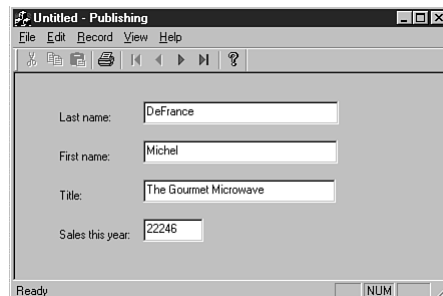 Untitled - Publishing
File Edit Record View Help
Last name: DeFrance
First name: Michel
Title: The Gourmet Microwave
Sales this year: 22246
Ready NUM